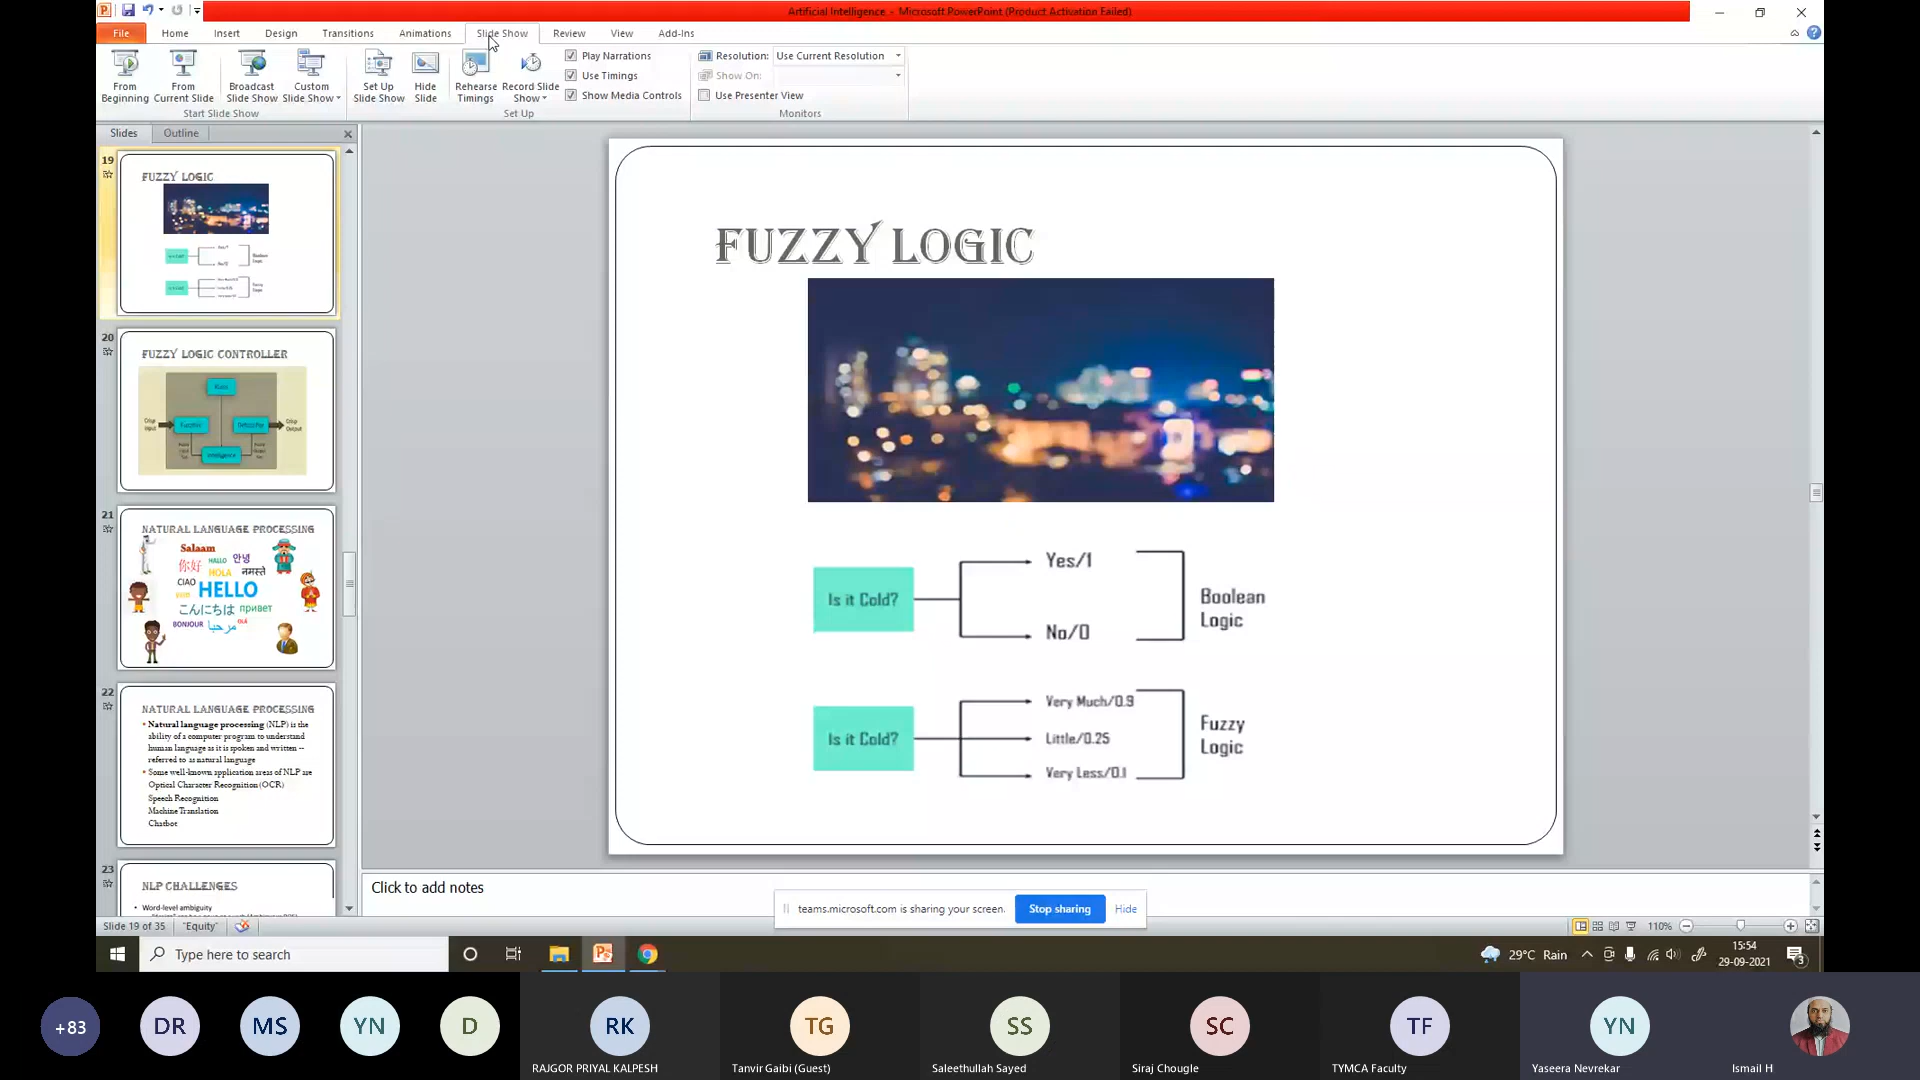 Artificial Intelligence - Microsoft PowerPoint (Product Activation Failed)
File Home Insert Design Transitions Animations Slide Show Review View Add-Ins
From Beginning
From Current Slide
Broadcast Slide Show
Custom Slide Show
Set Up Slide Show
Hide Slide
Rehearse Timings
Record Slide Show
Play Narrations
Use Timings
Show Media Controls
Resolution: Use Current Resolution
Show On:
Use Presenter View
Start Slide Show
Set Up
Monitors
Slides Outline
19
FUZZY LOGIC
20
FUZZY LOGIC CONTROLLER
21
NATURAL LANGUAGE PROCESSING
Salaam
你好 HALLO 안녕
HOLA नमस्ते
CIAO HELLO
こんにちは привет
BONJOUR مرحبا
22
NATURAL LANGUAGE PROCESSING
Natural language processing (NLP) is the
ability of a computer program to understand
human language as it is spoken and written --
referred to as natural language
Some well-known application areas of NLP are
Optical Character Recognition (OCR)
Speech Recognition
Machine Translation
Chatbot
23
NLP CHALLENGES
Word-level ambiguity
FUZZY LOGIC
Is it Cold?
Yes/1
No/0
Boolean
Logic
Is it Cold?
Very Much/0.9
Little/0.25
Very Less/0.1
Fuzzy
Logic
Click to add notes
teams.microsoft.com is sharing your screen. Stop sharing Hide
Slide 19 of 35 "Equity" 110%
Type here to search
29°C Rain
15:54
29-09-2021
3
+83 DR MS YN D RK TG SS SC TF YN
RAJGOR PRIYAL KALPESH Tanvir Gaibi (Guest) Saleethullah Sayed Siraj Chougle TYMCA Faculty Yaseera Nevrekar Ismail H